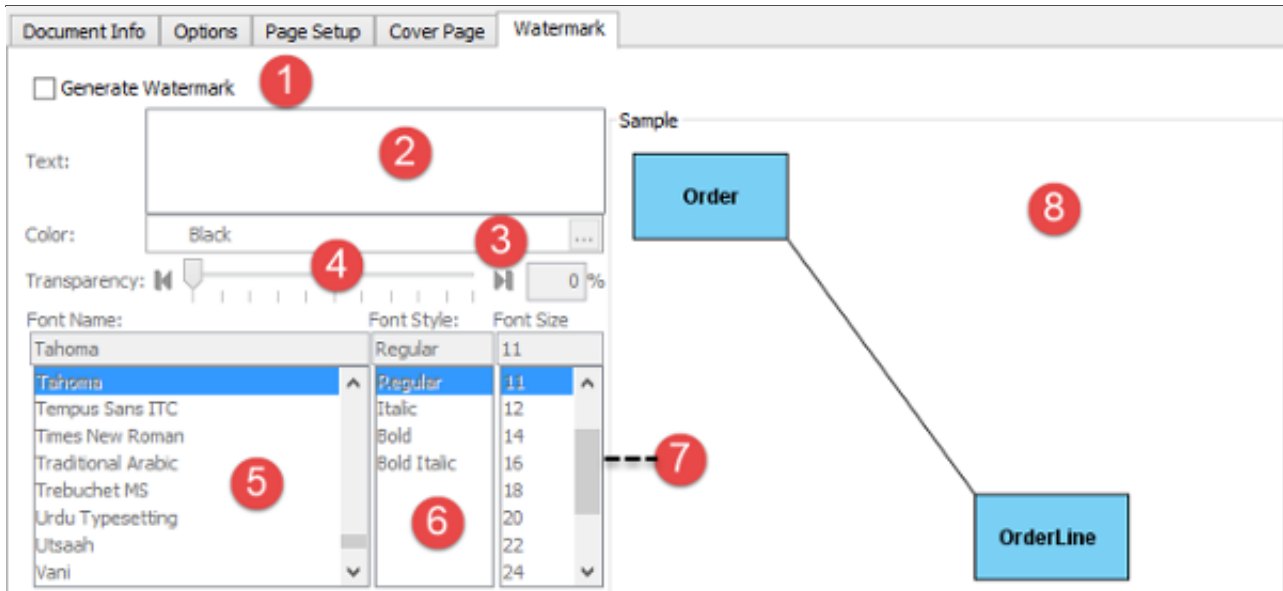 Document Info Options Page Setup Cover Page Watermark
Generate Watermark 1
Text: 2
Color: Black 3 ...
Transparency: 4 0 %
Font Name: Font Style: Font Size
Tahoma Regular 11
Tahoma Regular 11
Tempus Sans ITC Italic 12
Times New Roman Bold 14
Traditional Arabic Bold Italic 16 7
Trebuchet MS 5 18
Urdu Typesetting 6 20
Utsaah 22
Vani 24
Sample
Order 8
OrderLine